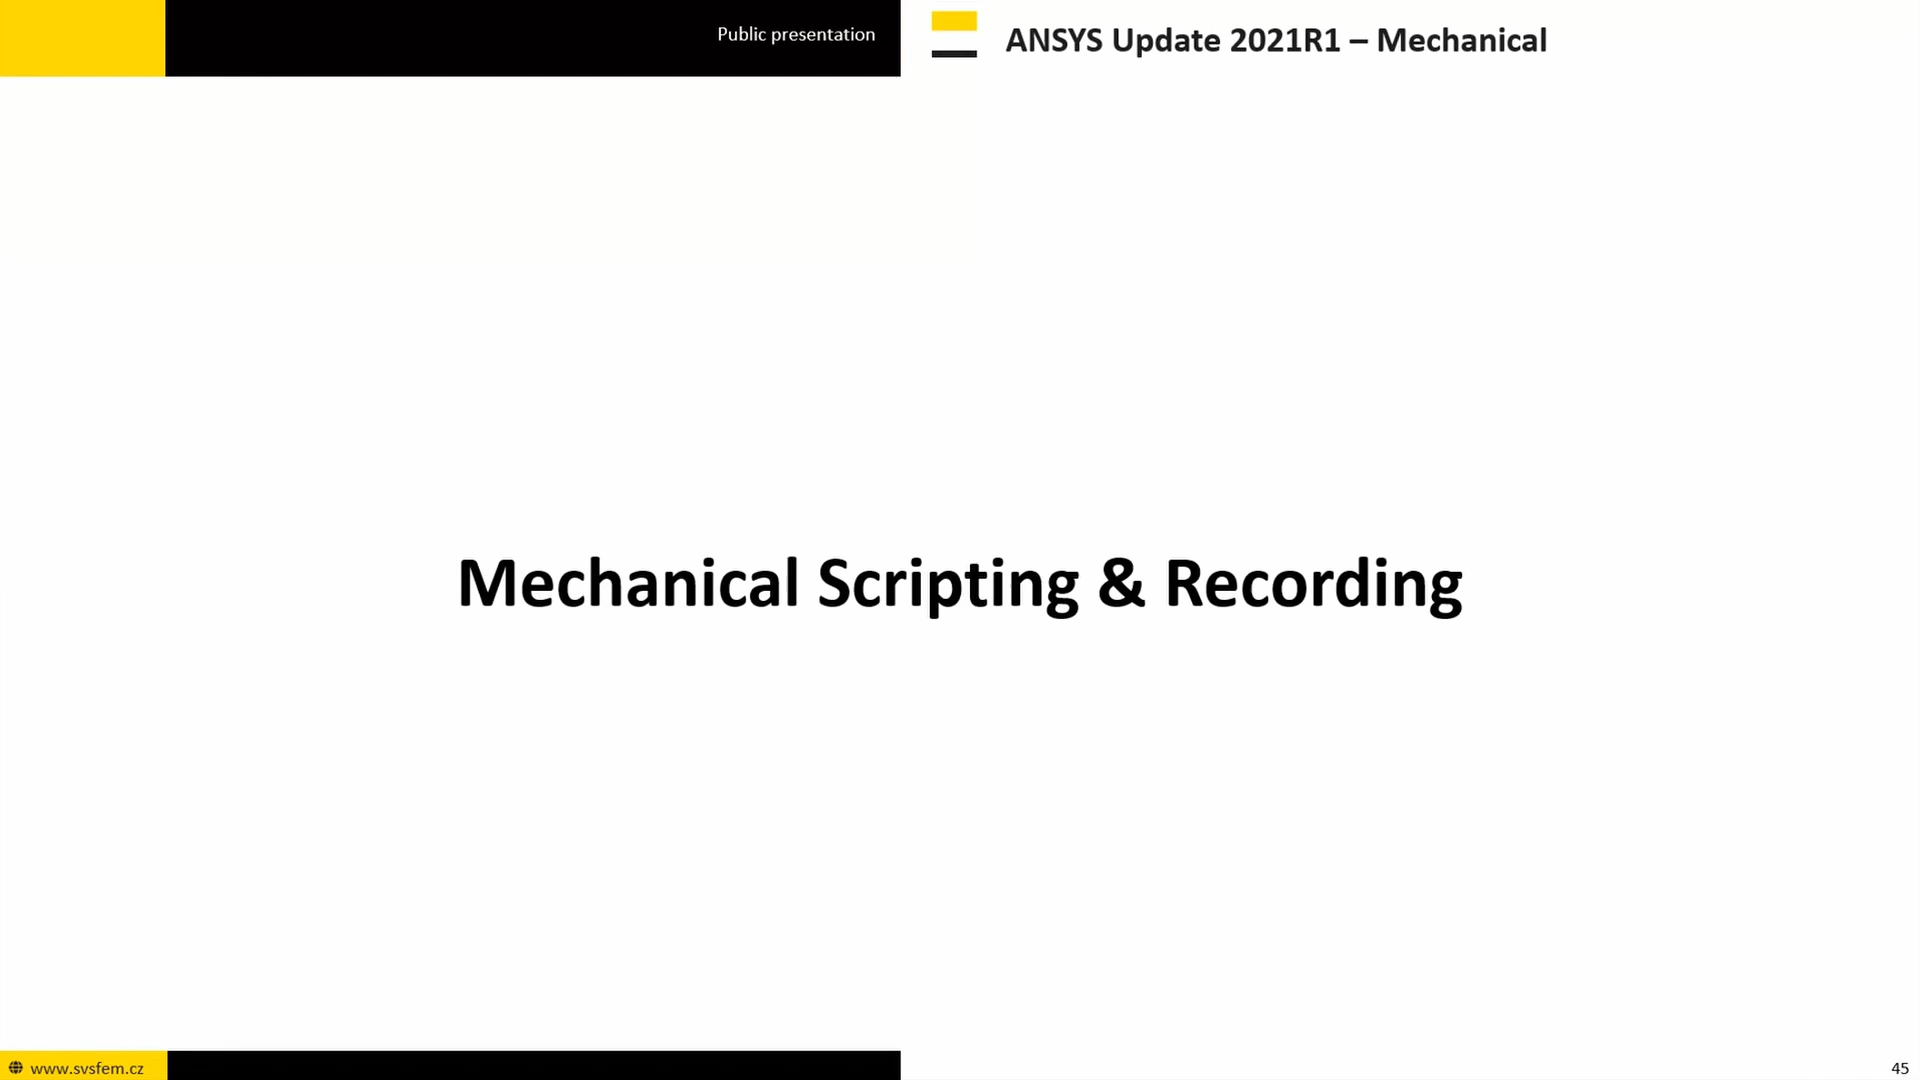 Public presentation
ANSYS Update 2021R1 – Mechanical
Mechanical Scripting & Recording
www.svsfem.cz
45